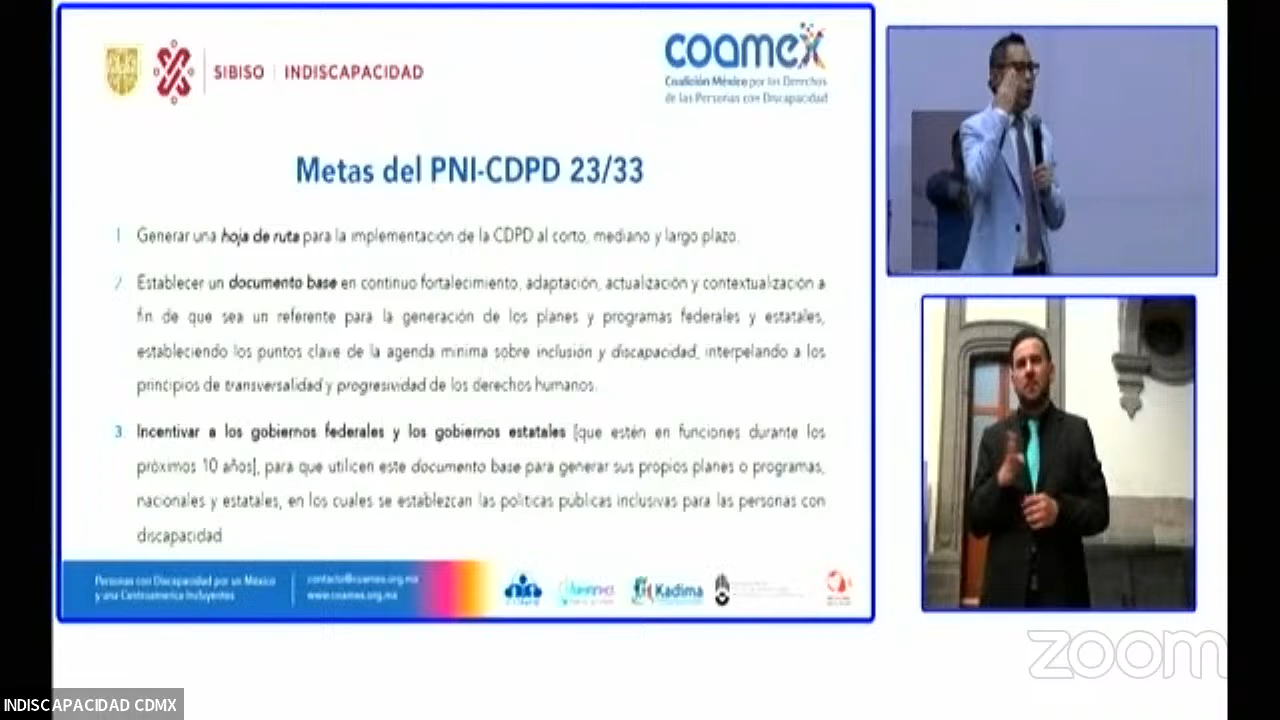 SIBISO | INDISCAPACIDAD
coamex
Coalición México por los Derechos
de las Personas con Discapacidad
Metas del PNI-CDPD 23/33
1. Generar una hoja de ruta para la implementación de la CDPD al corto, mediano y largo plazo.
2. Establecer un documento base en continuo fortalecimiento, adaptación, actualización y contextualización a
fin de que sea un referente para la generación de los planes y programas federales y estatales,
estableciendo los puntos clave de la agenda mínima sobre inclusión y discapacidad, interpelando a los
principios de transversalidad y progresividad de los derechos humanos.
3. Incentivar a los gobiernos federales y los gobiernos estatales [que estén en funciones durante los
próximos 10 años], para que utilicen este documento base para generar sus propios planes o programas,
nacionales y estatales, en los cuales se establezcan las políticas públicas inclusivas para las personas con
discapacidad
Personas con Discapacidad por un México
y una Centroamérica Incluyentes
contacto@coamex.org.mx
www.coamex.org.mx
Kadima
zoom
INDISCAPACIDAD CDMX